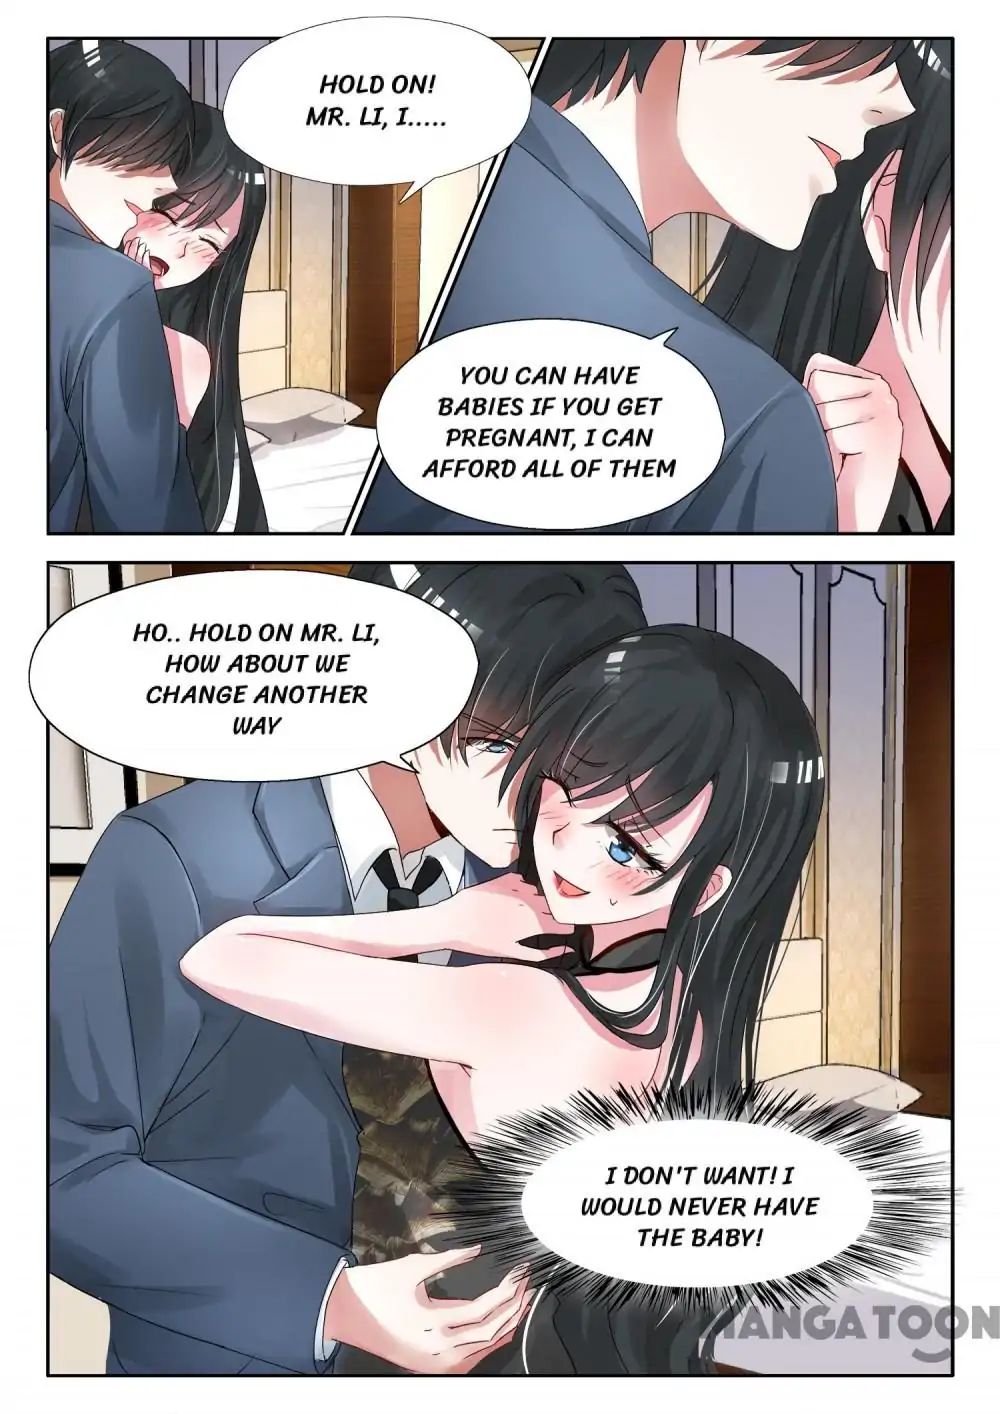 HOLD ON!
MR. LI, I.....
YOU CAN HAVE
BABIES IF YOU GET
PREGNANT, I CAN
AFFORD ALL OF THEM
HO.. HOLD ON MR. LI,
HOW ABOUT WE
CHANGE ANOTHER
WAY
I DON'T WANT! I
WOULD NEVER HAVE
THE BABY!
MANGATOON